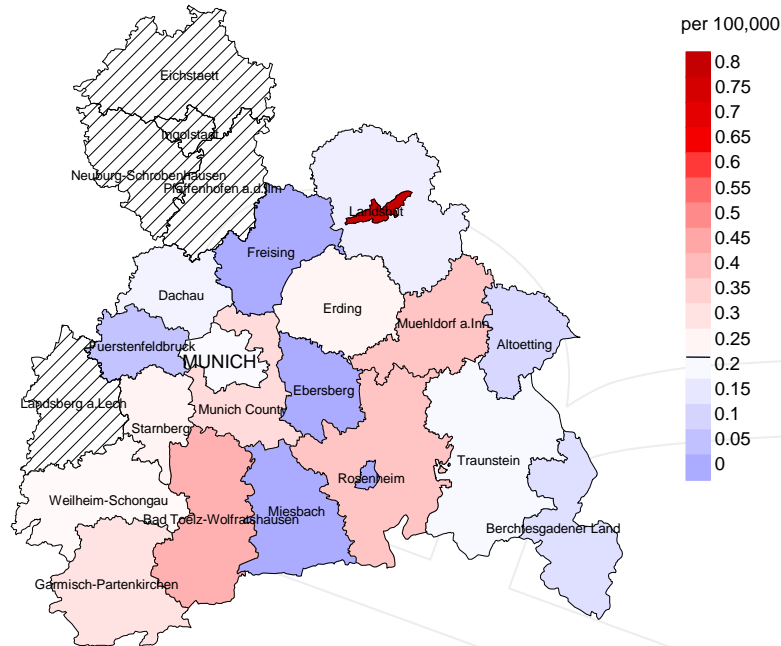 per 100,000
0.8
0.75
0.7
0.65
0.6
0.55
0.5
0.45
0.4
0.35
0.3
0.25
0.2
0.15
0.1
0.05
0
Eichstaett
Ingolstadt
Neuburg-Schrobenhausen
Pfaffenhofen a.d.Ilm
Landshut
Freising
Dachau
Erding
Muehldorf a.Inn
Altoetting
Fuerstenfeldbruck
MUNICH
Ebersberg
Landsberg a.Lech
Munich County
Starnberg
Traunstein
Rosenheim
Weilheim-Schongau
Miesbach
Bad Toelz-Wolfratshausen
Berchtesgadener Land
Garmisch-Partenkirchen